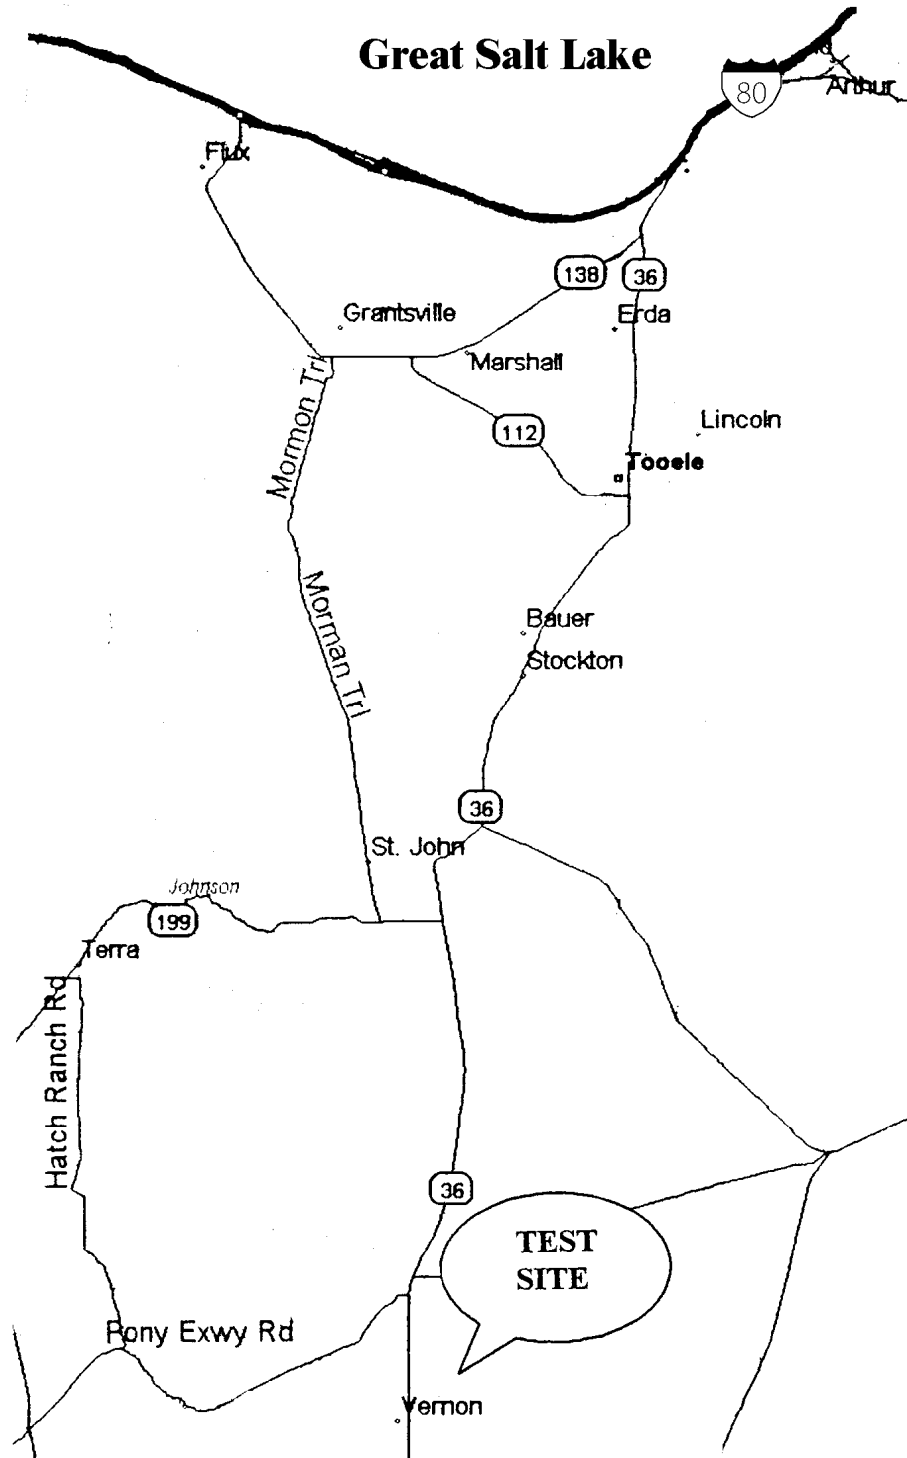 Great Salt Lake
80
Arthur
Flux
138
36
Grantsville
Erda
Marshall
Mormon Trl
112
Lincoln
Tooele
Morman Trl
Bauer
Stockton
36
St. John
Johnson
199
Terra
Hatch Ranch Rd
36
TEST
SITE
Pony Exwy Rd
Vernon